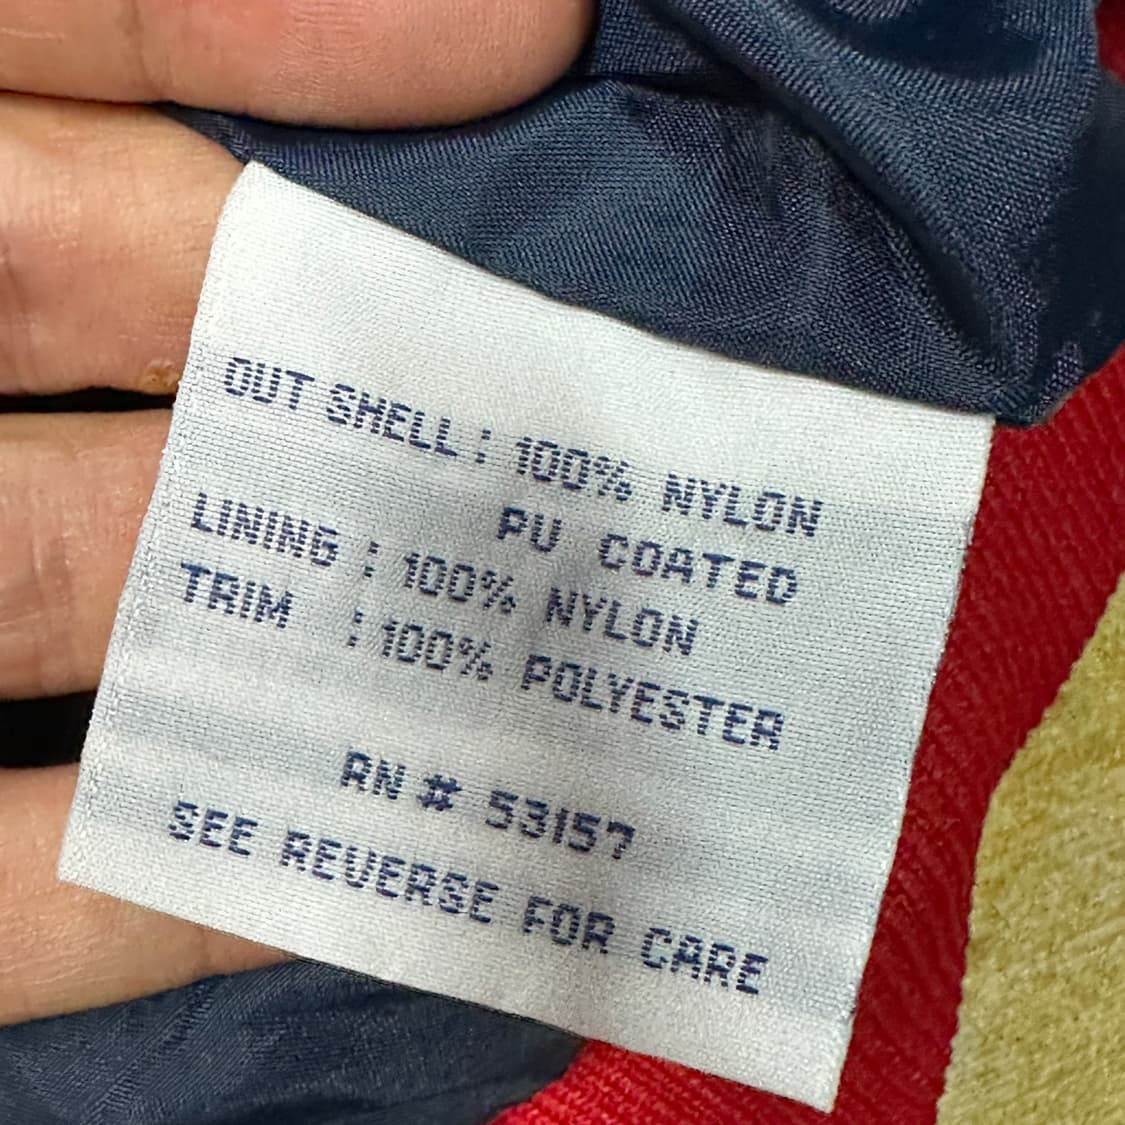 OUT SHELL: 100% NYLON
PU COATED
LINING : 100% NYLON
TRIM : 100% POLYESTER
RN # 53157
SEE REVERSE FOR CARE